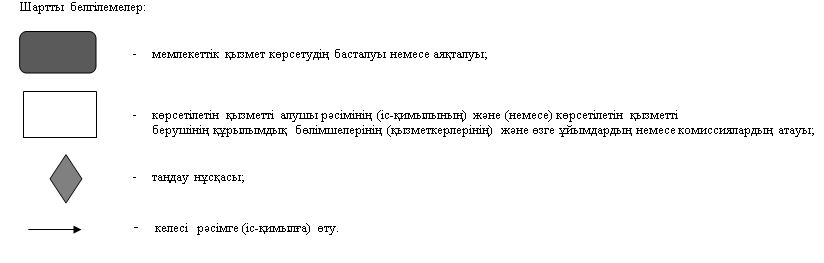 Шартты белгілемелер:
- мемлекеттік қызмет көрсетудің басталуы немесе аяқталуы;
- көрсетілетін қызметті алушы рәсімінің (іс-қимылының) және (немесе) көрсетілетін қызметті
берушінің құрылымдық бөлімшелерінің (қызметкерлерінің) және өзге ұйымдардың немесе комиссиялардың атауы;
- таңдау нұсқасы;
- келесі рәсімге (іс-қимылға) өту.